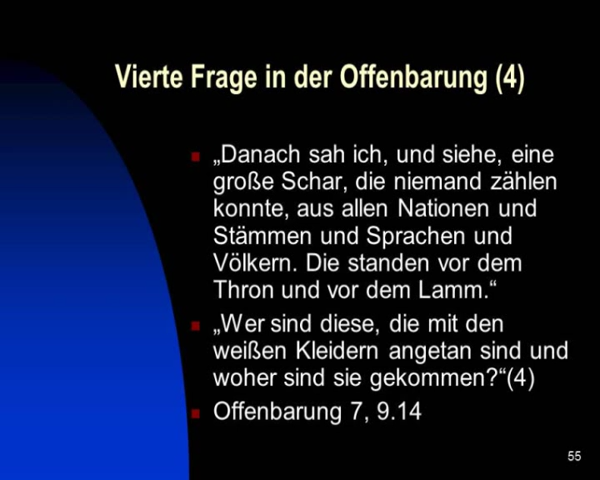 Vierte Frage in der Offenbarung (4)
„Danach sah ich, und siehe, eine
große Schar, die niemand zählen
konnte, aus allen Nationen und
Stämmen und Sprachen und
Völkern. Die standen vor dem
Thron und vor dem Lamm.“
„Wer sind diese, die mit den
weißen Kleidern angetan sind und
woher sind sie gekommen?“(4)
Offenbarung 7, 9.14
55